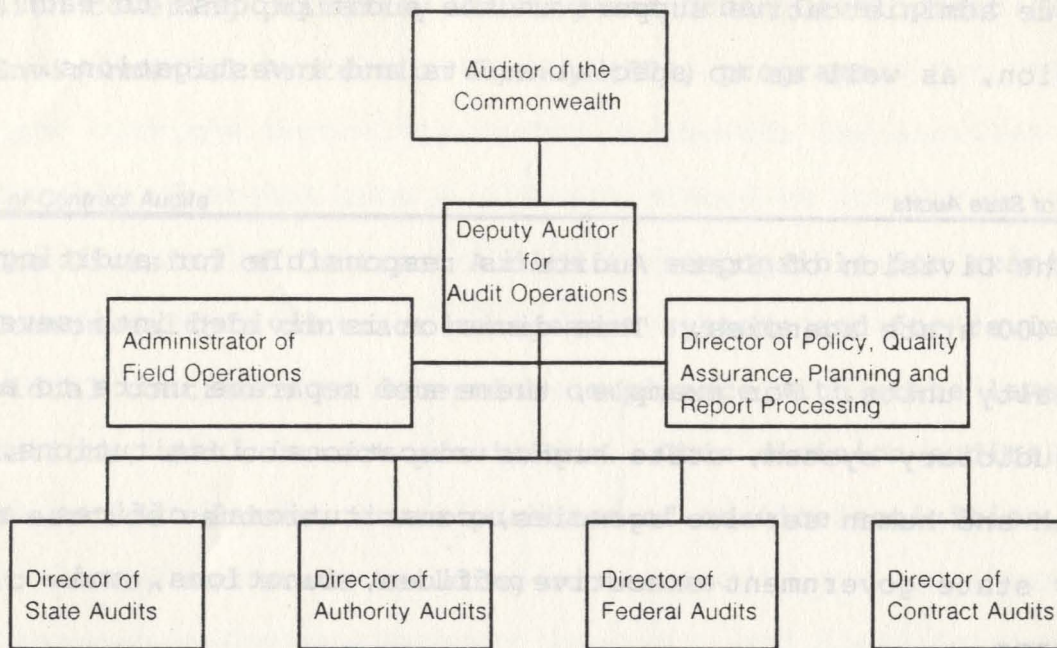 Auditor of the
Commonwealth
Deputy Auditor
for
Audit Operations
Administrator of
Field Operations
Director of Policy, Quality
Assurance, Planning and
Report Processing
Director of
State Audits
Director of
Authority Audits
Director of
Federal Audits
Director of
Contract Audits